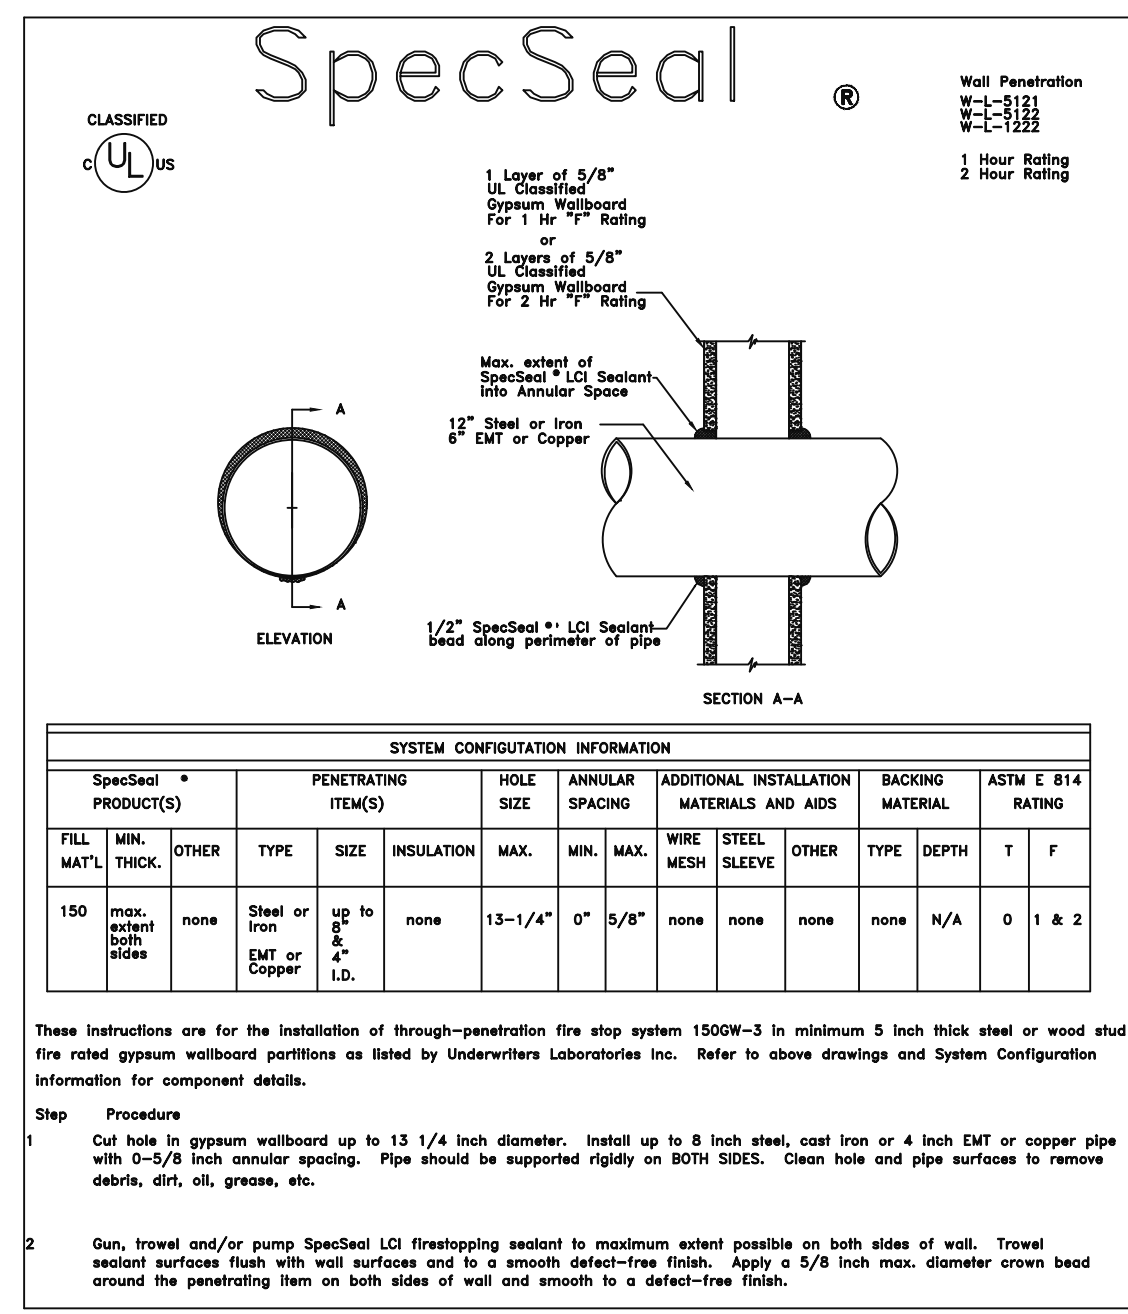 SpecSeal
®
Wall Penetration
W-L-5121
W-L-5122
W-L-1222
1 Hour Rating
2 Hour Rating
CLASSIFIED
C UL US
1 Layer of 5/8"
UL Classified
Gypsum Wallboard
For 1 Hr "F" Rating
or
2 Layers of 5/8"
UL Classified
Gypsum Wallboard
For 2 Hr "F" Rating
Max. extent of
SpecSeal ® LCI Sealant
into Annular Space
12" Steel or Iron
6" EMT or Copper
A
A
ELEVATION
1/2" SpecSeal ® LCI Sealant
bead along perimeter of pipe
SECTION A-A
SYSTEM CONFIGUTATION INFORMATION
SpecSeal ® PENETRATING HOLE ANNULAR ADDITIONAL INSTALLATION BACKING ASTM E 814
PRODUCT(S) ITEM(S) SIZE SPACING MATERIALS AND AIDS MATERIAL RATING
FILL MAT'L MIN. THICK. OTHER TYPE SIZE INSULATION MAX. MIN. MAX. WIRE MESH STEEL SLEEVE OTHER TYPE DEPTH T F
150 max. extent both sides none Steel or Iron EMT or Copper up to 8" & 4" I.D. none 13-1/4" 0" 5/8" none none none none N/A 0 1 & 2
These instructions are for the installation of through-penetration fire stop system 150GW-3 in minimum 5 inch thick steel or wood stud
fire rated gypsum wallboard partitions as listed by Underwriters Laboratories Inc. Refer to above drawings and System Configuration
information for component details.
Step Procedure
1 Cut hole in gypsum wallboard up to 13 1/4 inch diameter. Install up to 8 inch steel, cast iron or 4 inch EMT or copper pipe
with 0-5/8 inch annular spacing. Pipe should be supported rigidly on BOTH SIDES. Clean hole and pipe surfaces to remove
debris, dirt, oil, grease, etc.
2 Gun, trowel and/or pump SpecSeal LCI firestopping sealant to maximum extent possible on both sides of wall. Trowel
sealant surfaces flush with wall surfaces and to a smooth defect-free finish. Apply a 5/8 inch max. diameter crown bead
around the penetrating item on both sides of wall and smooth to a defect-free finish.